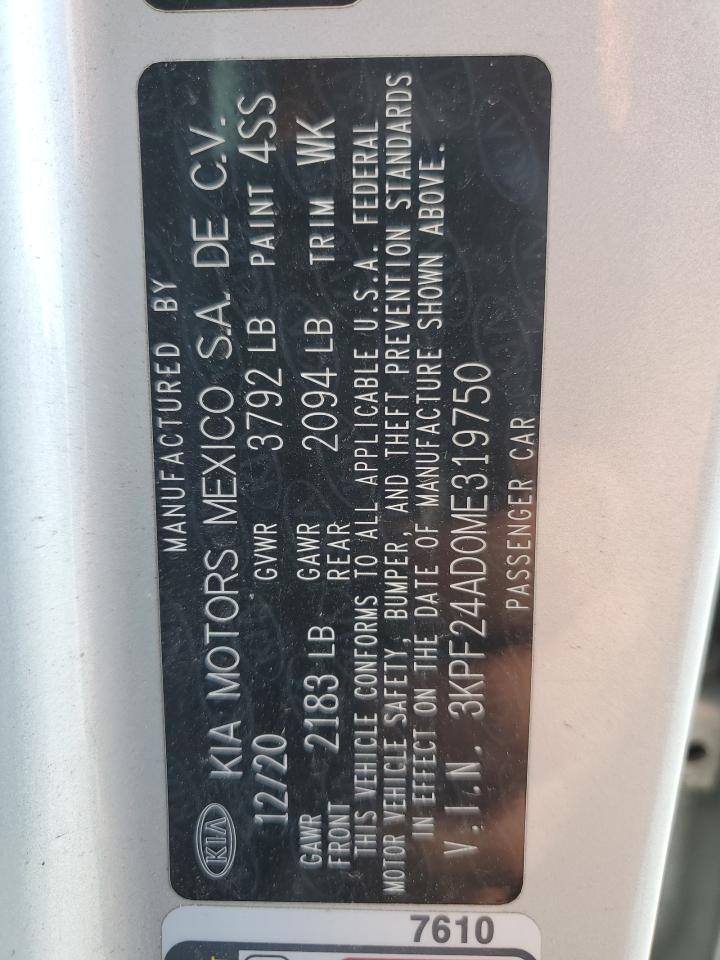 MANUFACTURED BY
KIA KIA MOTORS MEXICO S.A. DE C.V.
12/20 GVWR 3792 LB PAINT 4SS
GAWR FRONT 2183 LB GAWR REAR 2094 LB TRIM WK
THIS VEHICLE CONFORMS TO ALL APPLICABLE U.S.A. FEDERAL
MOTOR VEHICLE SAFETY, BUMPER, AND THEFT PREVENTION STANDARDS
IN EFFECT ON THE DATE OF MANUFACTURE SHOWN ABOVE.
V.I.N. 3KPF24AD0ME319750
PASSENGER CAR
7610